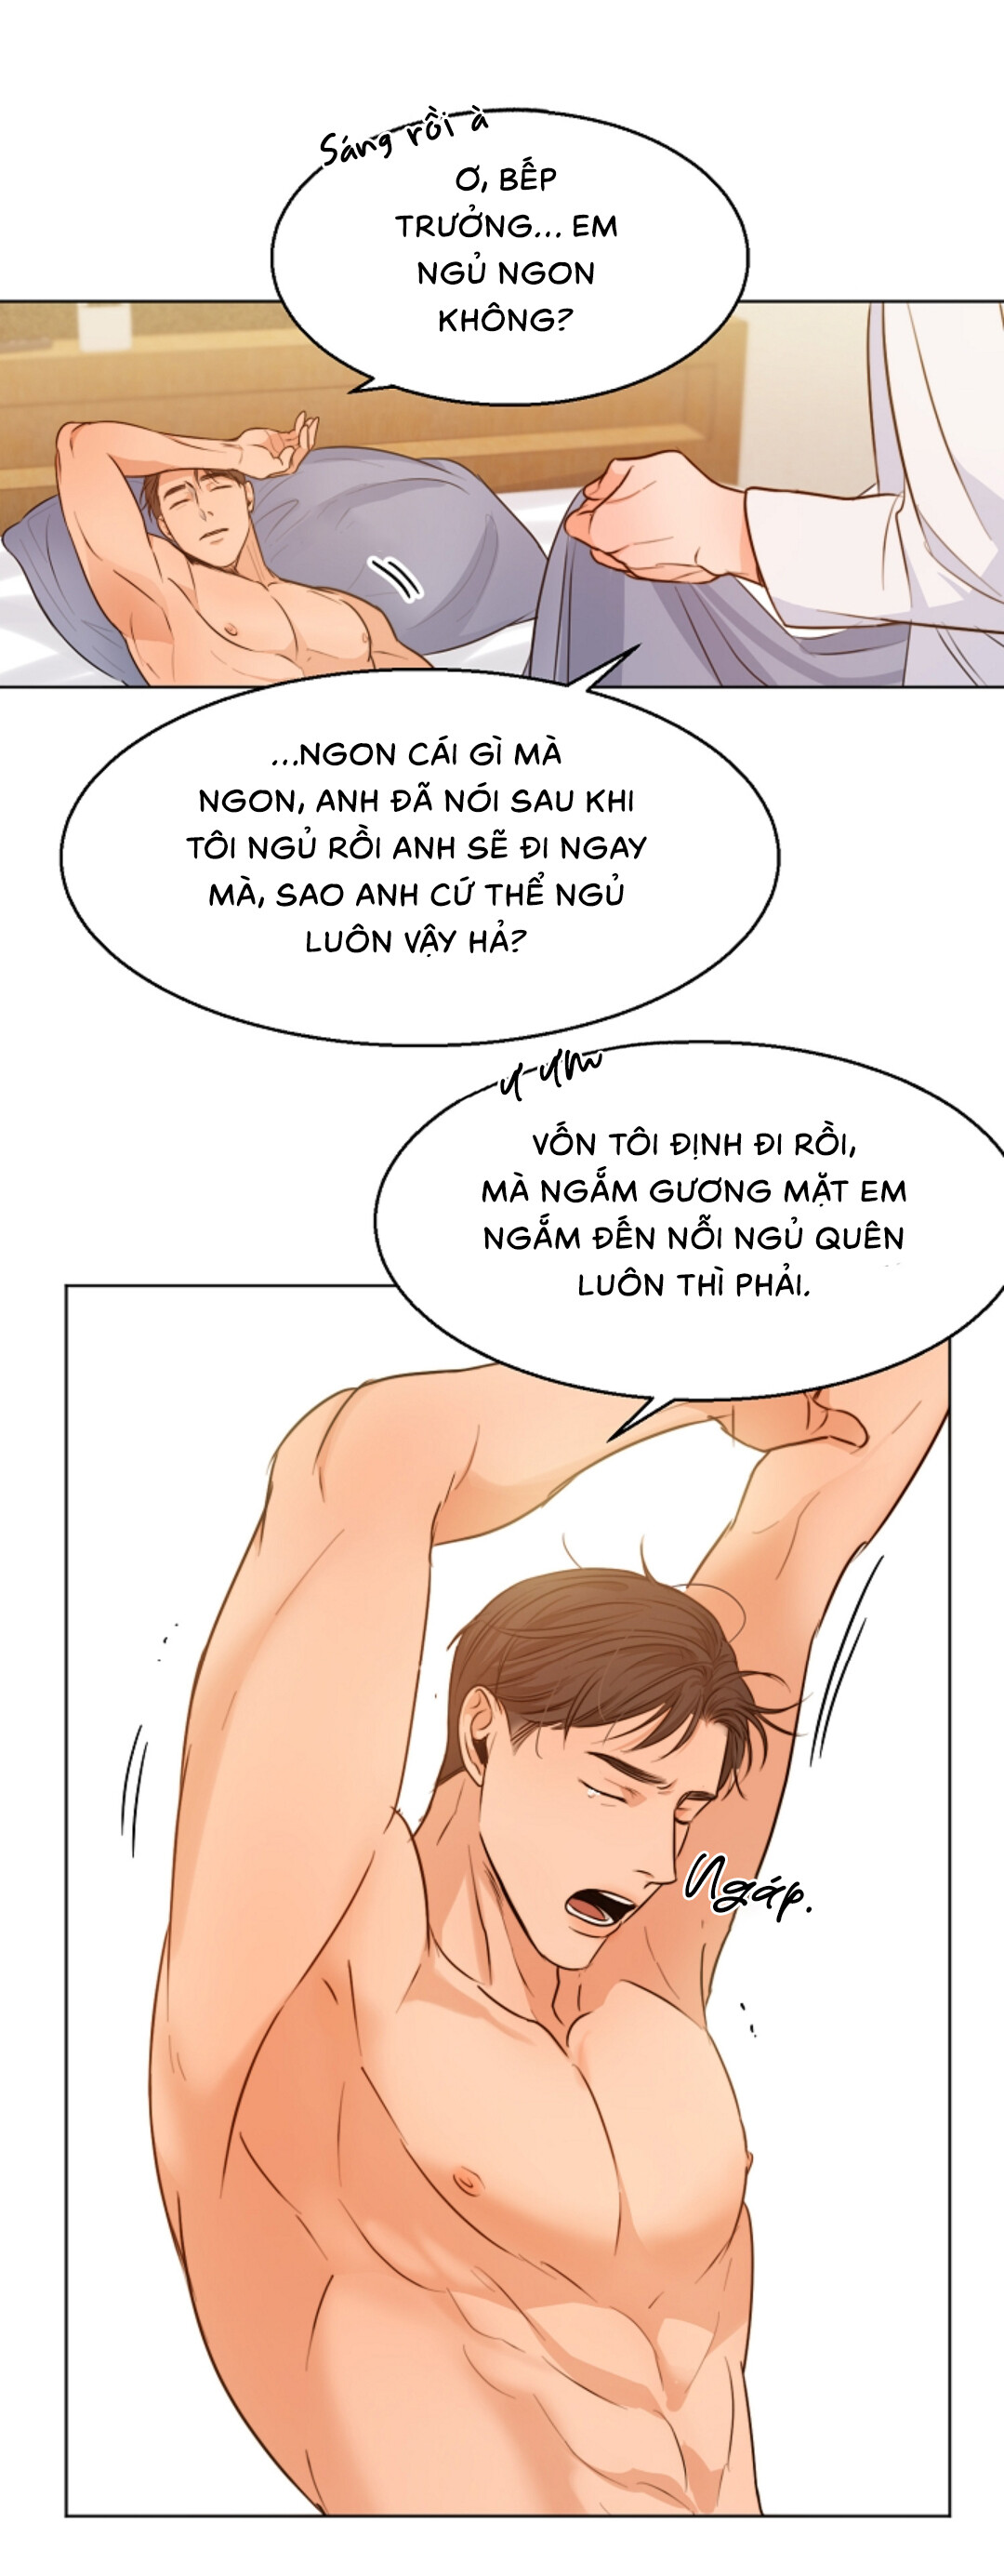 Sáng rồi à
Ơ, BẾP
TRƯỞNG... EM
NGỦ NGON
KHÔNG?
...NGON CÁI GÌ MÀ
NGON, ANH ĐÃ NÓI SAU KHI
TÔI NGỦ RỒI ANH SẼ ĐI NGAY
MÀ, SAO ANH CỨ THẾ NGỦ
LUÔN VẬY HẢ?
Ư-Ưm
VỐN TÔI ĐỊNH ĐI RỒI,
MÀ NGẮM GƯƠNG MẶT EM
NGẮM ĐẾN NỖI NGỦ QUÊN
LUÔN THÌ PHẢI.
Ngáp.